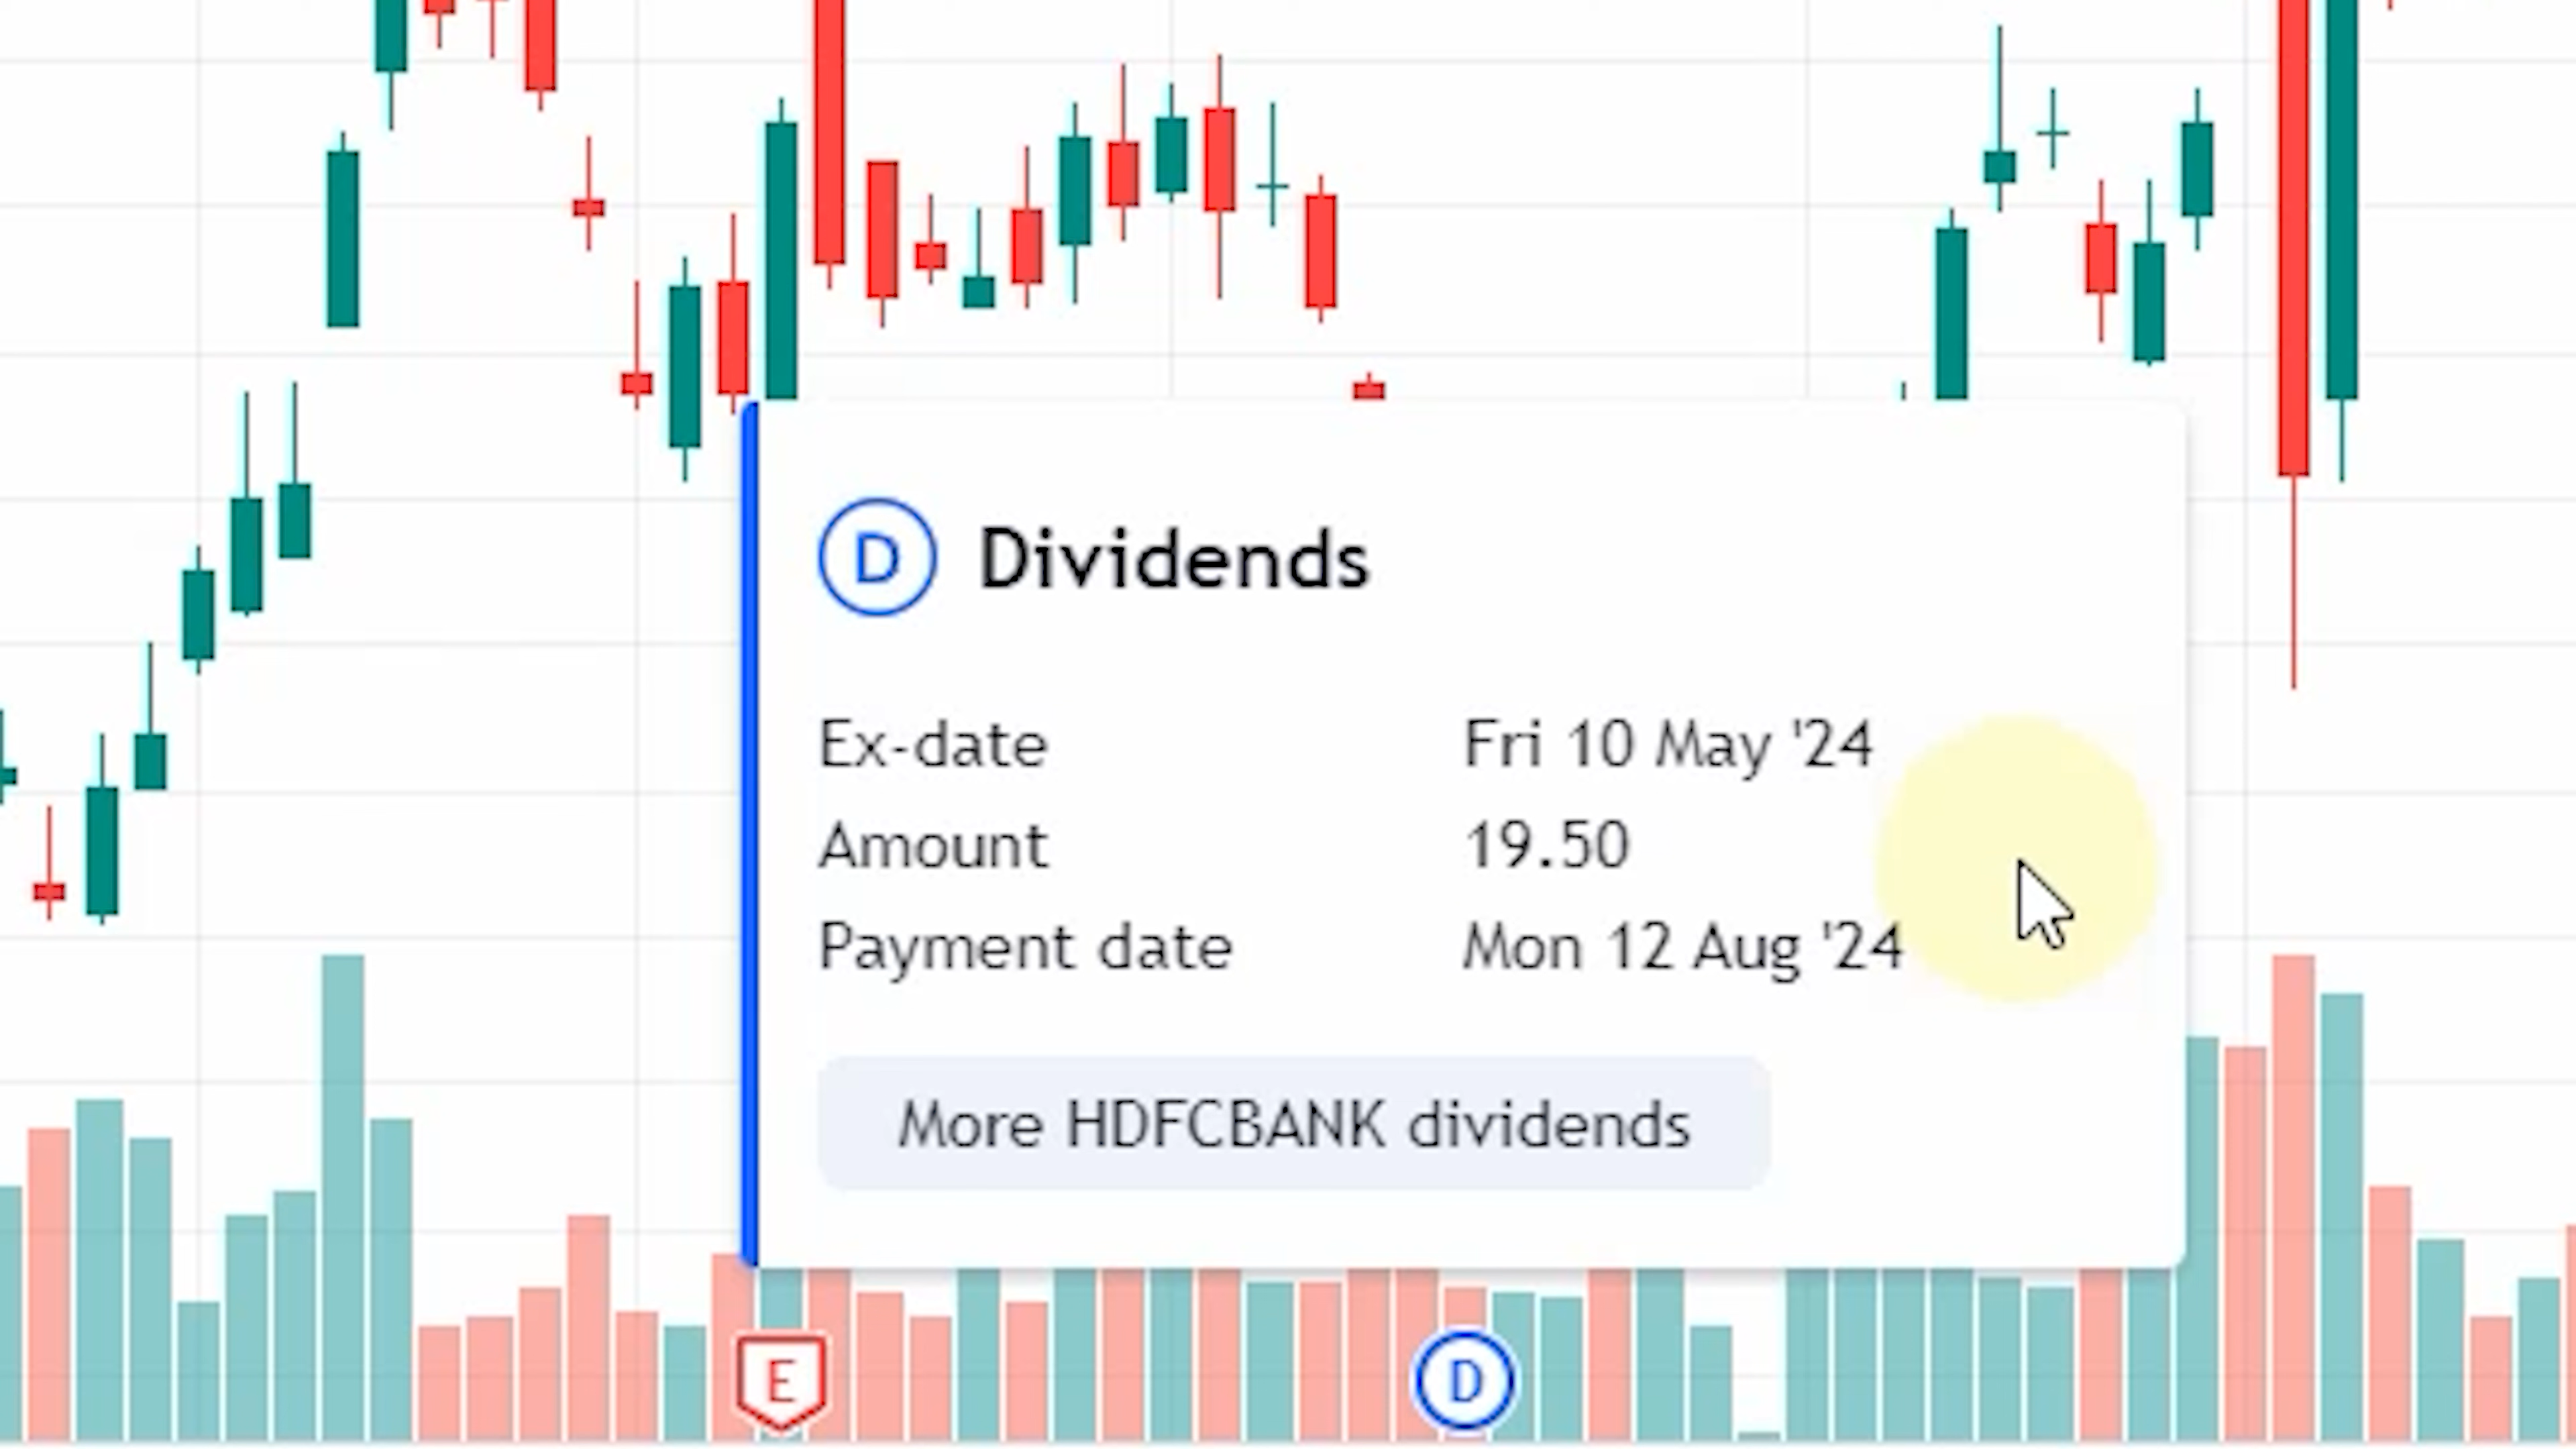 D Dividends
Ex-date Fri 10 May '24
Amount 19.50
Payment date Mon 12 Aug '24
More HDFCBANK dividends
E D